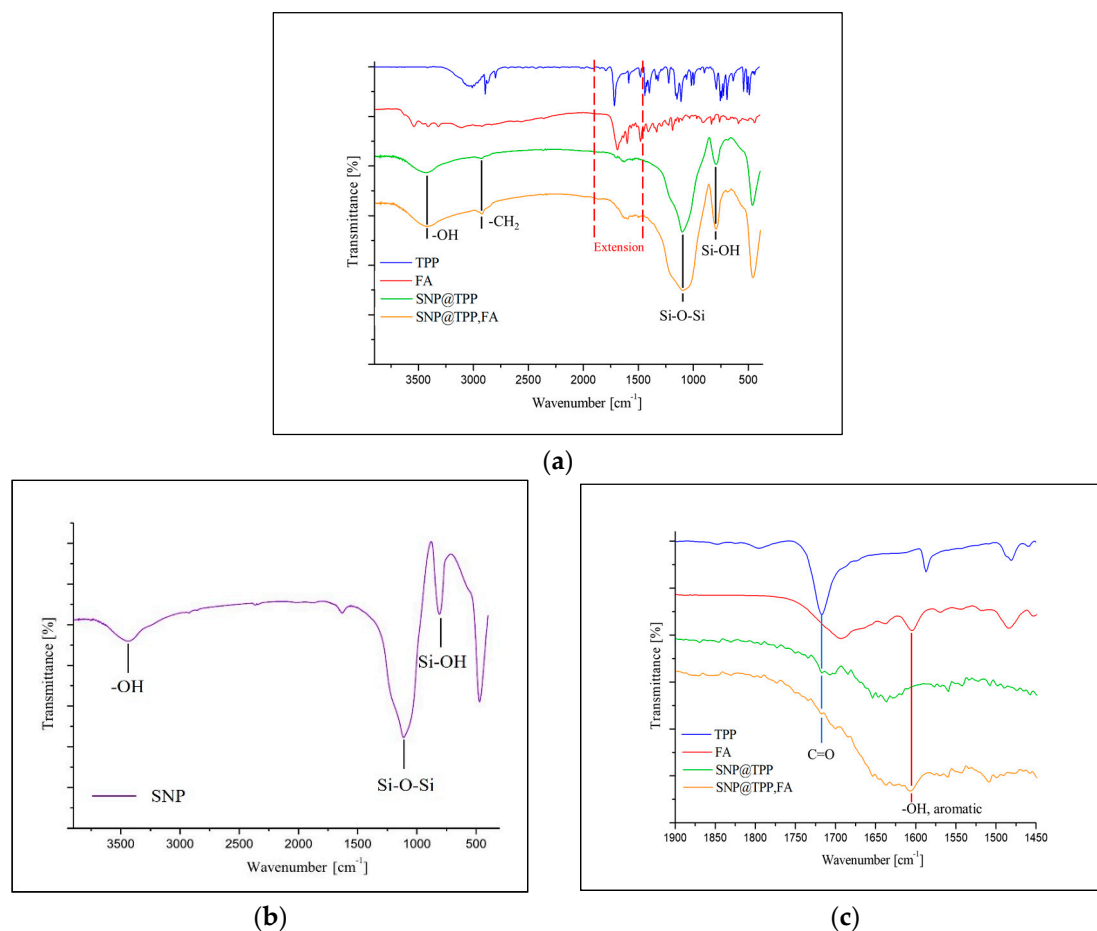 Transmittance [%]
-OH
-CH2
Extension
Si-OH
Si-O-Si
TPP
FA
SNP@TPP
SNP@TPP,FA
3500 3000 2500 2000 1500 1000 500
Wavenumber [cm-1]
(a)
Transmittance [%]
-OH
Si-OH
Si-O-Si
SNP
3500 3000 2500 2000 1500 1000 500
Wavenumber [cm-1]
(b)
Transmittance [%]
TPP
FA
SNP@TPP
SNP@TPP,FA
C=O
-OH, aromatic
1900 1850 1800 1750 1700 1650 1600 1550 1500 1450
Wavenumber [cm-1]
(c)